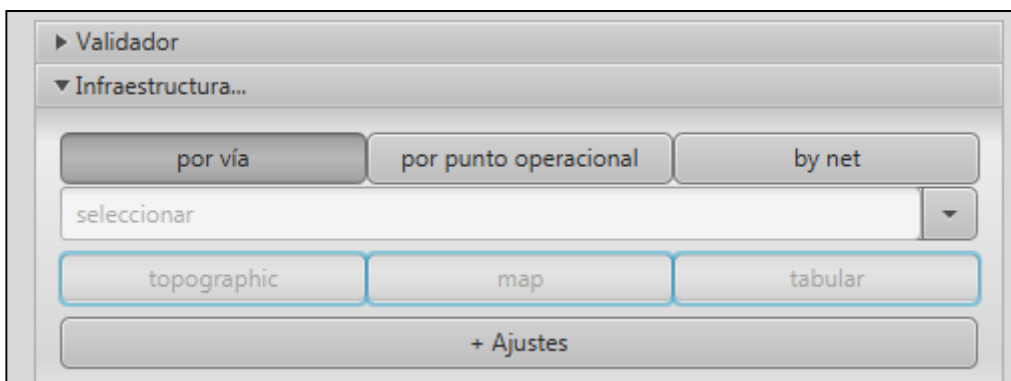 Validador
Infraestructura...
por vía por punto operacional by net
seleccionar
topographic map tabular
+ Ajustes